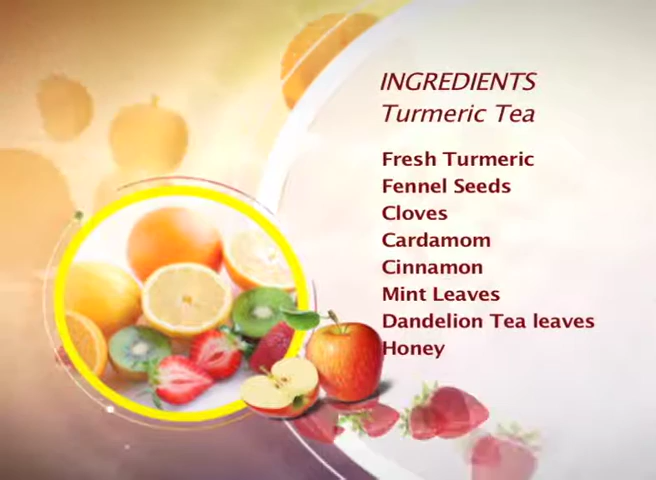 INGREDIENTS
Turmeric Tea
Fresh Turmeric
Fennel Seeds
Cloves
Cardamom
Cinnamon
Mint Leaves
Dandelion Tea leaves
Honey